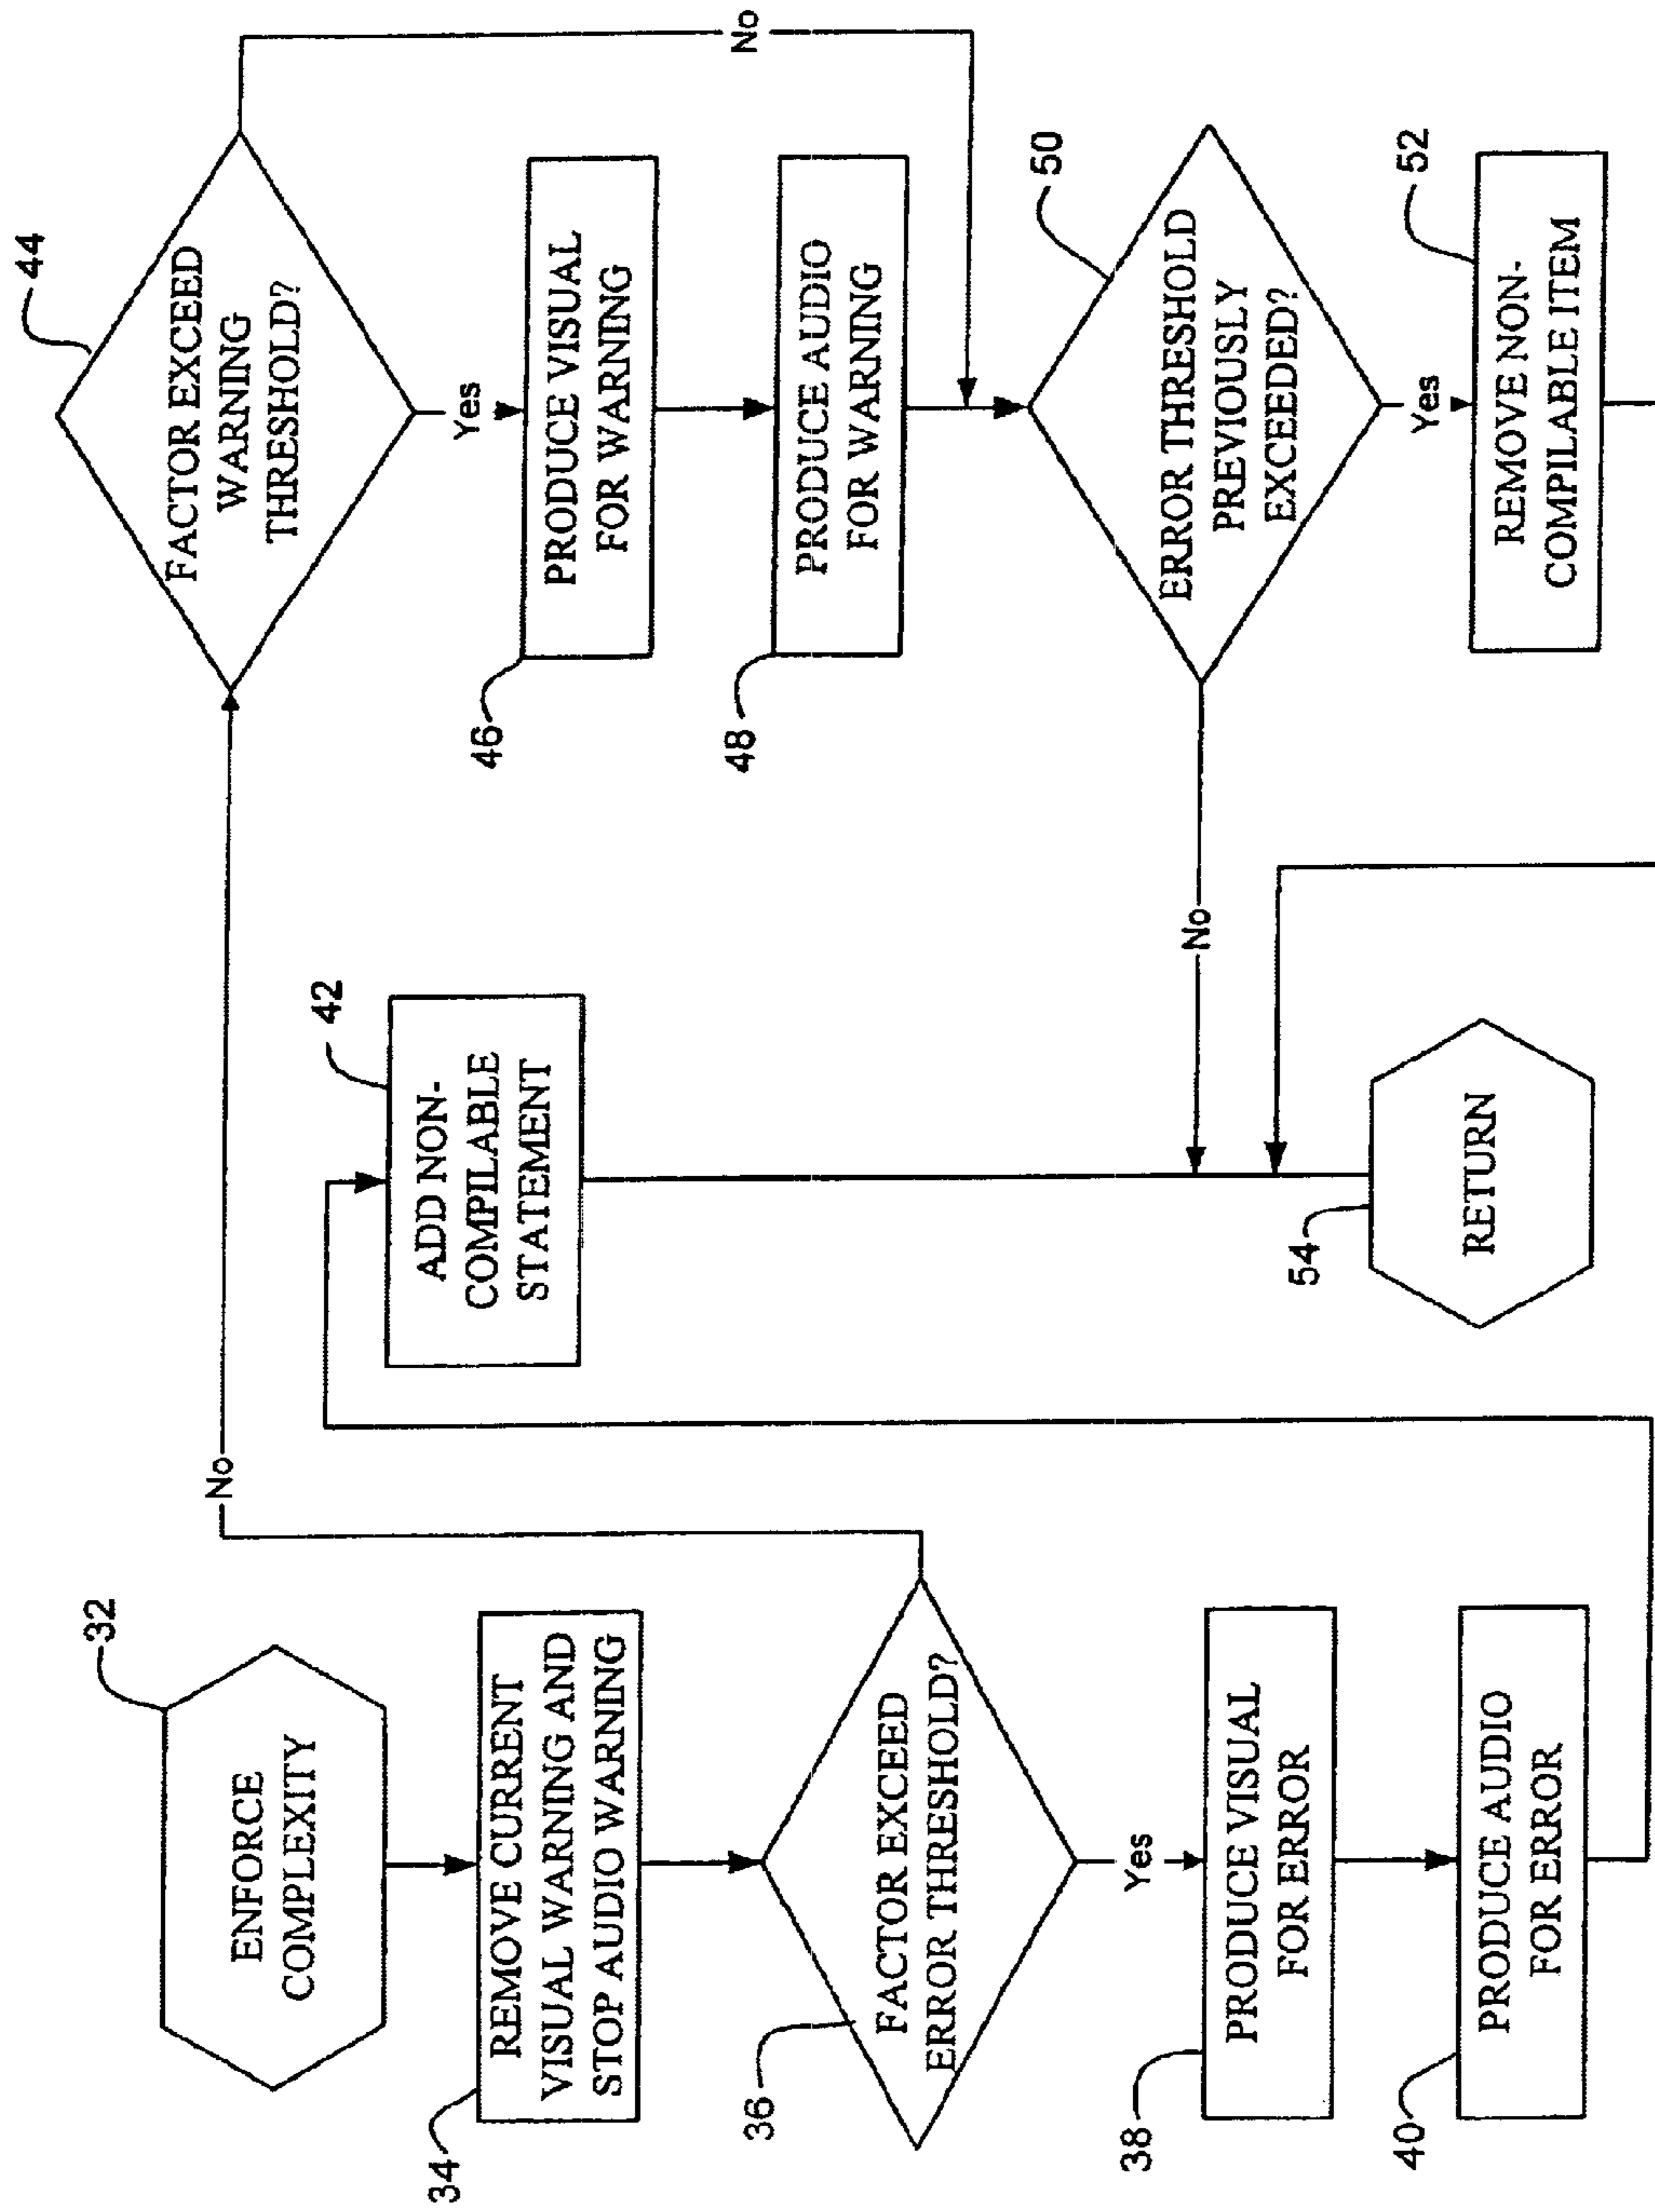 32
ENFORCE
COMPLEXITY
34
REMOVE CURRENT
VISUAL WARNING AND
STOP AUDIO WARNING
36
FACTOR EXCEED
ERROR THRESHOLD?
No
Yes
38
PRODUCE VISUAL
FOR ERROR
40
PRODUCE AUDIO
FOR ERROR
42
ADD NON-
COMPILABLE
STATEMENT
44
FACTOR EXCEED
WARNING
THRESHOLD?
No
Yes
46
PRODUCE VISUAL
FOR WARNING
48
PRODUCE AUDIO
FOR WARNING
50
ERROR THRESHOLD
PREVIOUSLY
EXCEEDED?
No
Yes
52
REMOVE NON-
COMPILABLE ITEM
54
RETURN